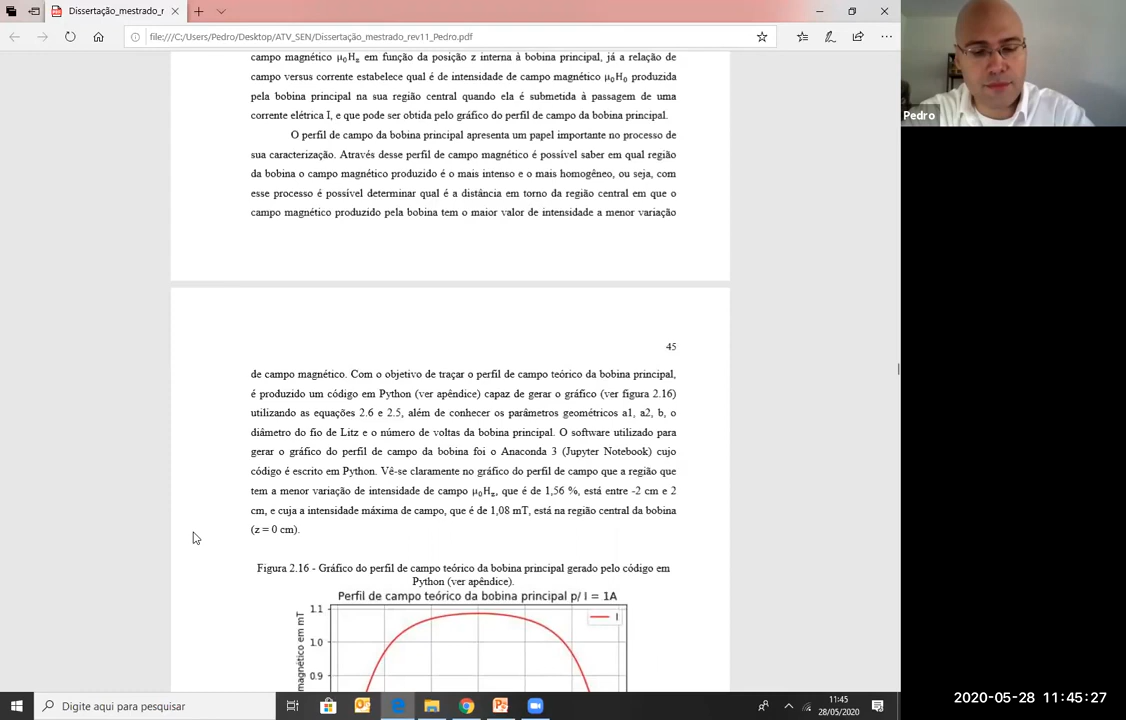 Dissertação_mestrado_r
file:///C:/Users/Pedro/Desktop/ATV_SEN/Dissertação_mestrado_rev11_Pedro.pdf
campo magnético μ₀H𝓏 em função da posição z interna à bobina principal, já a relação de
campo versus corrente estabelece qual é de intensidade de campo magnético μ₀H₀ produzida
pela bobina principal na sua região central quando ela é submetida à passagem de uma
corrente elétrica I, e que pode ser obtida pelo gráfico do perfil de campo da bobina principal.
O perfil de campo da bobina principal apresenta um papel importante no processo de
sua caracterização. Através desse perfil de campo magnético é possível saber em qual região
da bobina o campo magnético produzido é o mais intenso e o mais homogêneo, ou seja, com
esse processo é possível determinar qual é a distância em torno da região central em que o
campo magnético produzido pela bobina tem o maior valor de intensidade a menor variação
45
de campo magnético. Com o objetivo de traçar o perfil de campo teórico da bobina principal,
é produzido um código em Python (ver apêndice) capaz de gerar o gráfico (ver figura 2.16)
utilizando as equações 2.6 e 2.5, além de conhecer os parâmetros geométricos a1, a2, b, o
diâmetro do fio de Litz e o número de voltas da bobina principal. O software utilizado para
gerar o gráfico do perfil de campo da bobina foi o Anaconda 3 (Jupyter Notebook) cujo
código é escrito em Python. Vê-se claramente no gráfico do perfil de campo que a região que
tem a menor variação de intensidade de campo μ₀H𝓏, que é de 1,56 %, está entre -2 cm e 2
cm, e cuja a intensidade máxima de campo, que é de 1,08 mT, está na região central da bobina
(z = 0 cm).
Figura 2.16 - Gráfico do perfil de campo teórico da bobina principal gerado pelo código em
Python (ver apêndice).
Perfil de campo teórico da bobina principal p/ I = 1A
1.1
1.0
0.9
magnético em mT
I
Pedro
Digite aqui para pesquisar
11:45
28/05/2020
2020-05-28 11:45:27